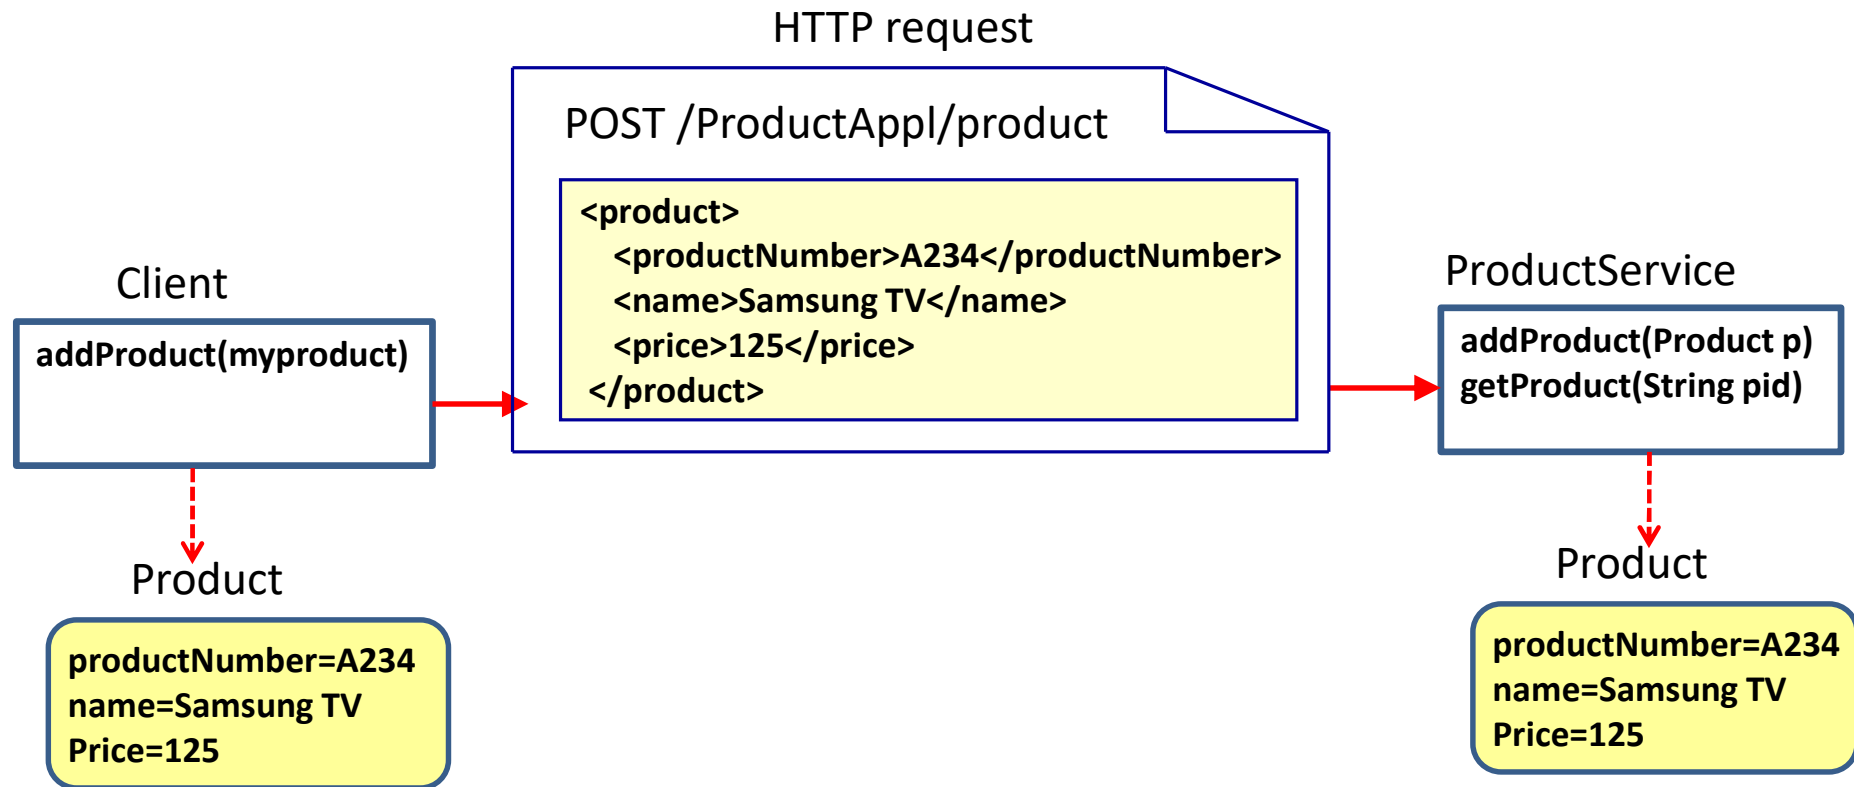 HTTP request
POST /ProductAppl/product
<product>
<productNumber>A234</productNumber>
<name>Samsung TV</name>
<price>125</price>
</product>
Client
addProduct(myproduct)
Product
productNumber=A234
name=Samsung TV
Price=125
ProductService
addProduct(Product p)
getProduct(String pid)
Product
productNumber=A234
name=Samsung TV
Price=125